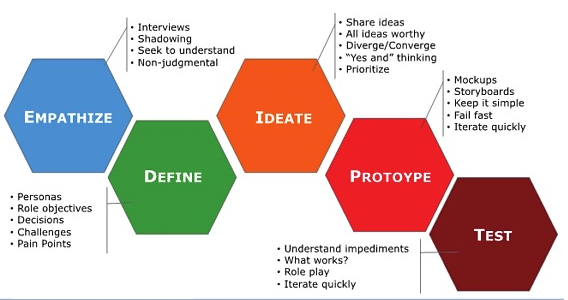 • Interviews
• Shadowing
• Seek to understand
• Non-judgmental
EMPATHIZE
• Personas
• Role objectives
• Decisions
• Challenges
• Pain Points
DEFINE
• Share ideas
• All ideas worthy
• Diverge/Converge
• “Yes and” thinking
• Prioritize
IDEATE
• Mockups
• Storyboards
• Keep it simple
• Fail fast
• Iterate quickly
PROTOYPE
• Understand impediments
• What works?
• Role play
• Iterate quickly
TEST